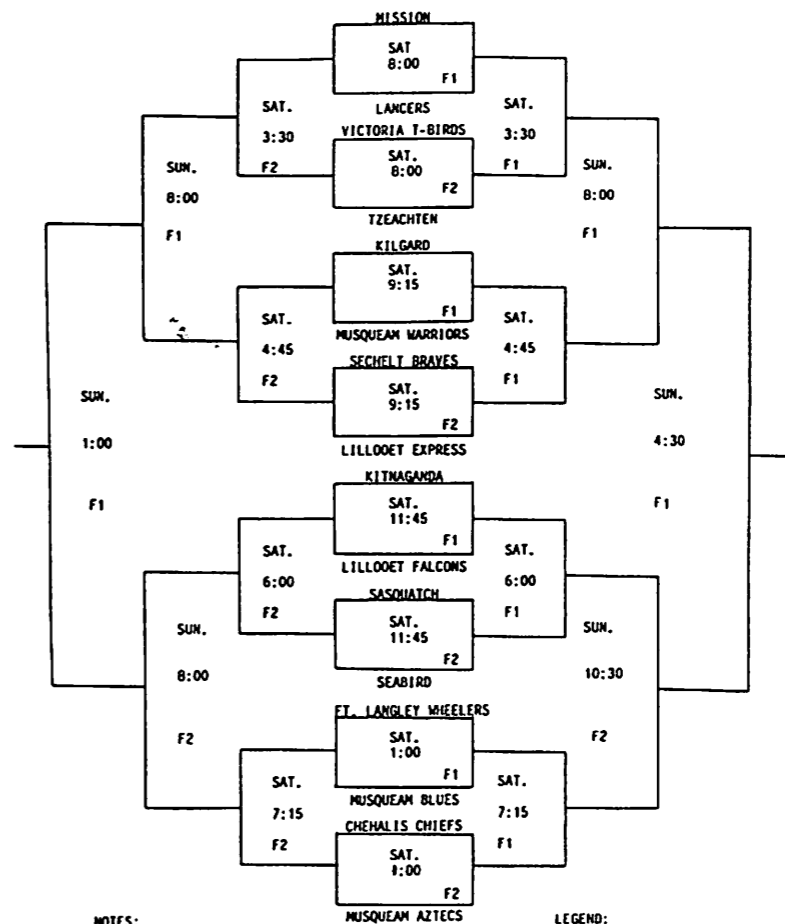 MISSION
SAT
8:00
F1
LANCERS
SAT.
3:30
F2
SAT.
3:30
F1
VICTORIA T-BIRDS
SAT.
8:00
F2
TZEACHTEN
SUN.
8:00
F1
SUN.
8:00
F1
KILGARD
SAT.
9:15
F1
MUSQUEAM WARRIORS
SAT.
4:45
F2
SAT.
4:45
F1
SECHELT BRAVES
SAT.
9:15
F2
LILLOOET EXPRESS
SUN.
1:00
F1
SUN.
4:30
F1
KITNAGANDA
SAT.
11:45
F1
LILLOOET FALCONS
SAT.
6:00
F2
SAT.
6:00
F1
SASQUATCH
SAT.
11:45
F2
SEABIRD
SUN.
8:00
F2
SUN.
10:30
F2
FT. LANGLEY WHEELERS
SAT.
1:00
F1
MUSQUEAM BLUES
SAT.
7:15
F2
SAT.
7:15
F1
CHEHALIS CHIEFS
SAT.
1:00
F2
MUSQUEAM AZTECS
NOTES:
LEGEND: